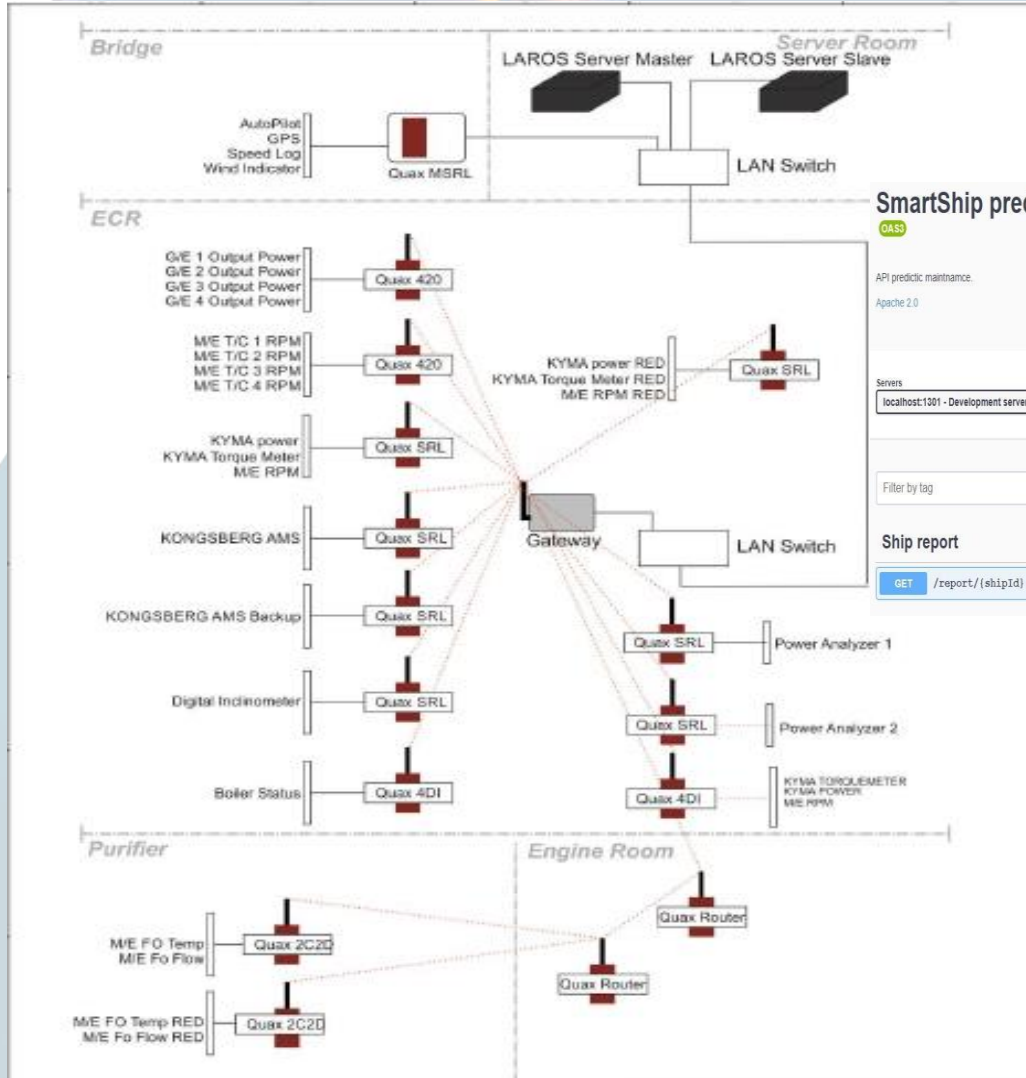 Bridge
Server Room
LAROS Server Master
LAROS Server Slave
AutoPilot
GPS
Speed Log
Wind Indicator
Quax MSRL
LAN Switch
ECR
G/E 1 Output Power
G/E 2 Output Power
G/E 3 Output Power
G/E 4 Output Power
Quax 420
M/E T/C 1 RPM
M/E T/C 2 RPM
M/E T/C 3 RPM
M/E T/C 4 RPM
Quax 420
KYMA power RED
KYMA Torque Meter RED
M/E RPM RED
Quax SRL
KYMA power
KYMA Torque Meter
M/E RPM
Quax SRL
KONGSBERG AMS
Quax SRL
Gateway
LAN Switch
KONGSBERG AMS Backup
Quax SRL
Quax SRL
Power Analyzer 1
Digital Inclinometer
Quax SRL
Quax SRL
Power Analyzer 2
Boiler Status
Quax 4DI
Quax 4DI
KYMA TORQUEMETER
KYMA POWER
M/E RPM
Purifier
Engine Room
M/E FO Temp
M/E Fo Flow
Quax 2C2D
Quax Router
Quax Router
M/E FO Temp RED
M/E Fo Flow RED
Quax 2C2D
SmartShip pred
OAS3
API predictic maintnamce.
Apache 2.0
Servers
localhost:1301 - Development server
Filter by tag
Ship report
GET /report/{shipId}